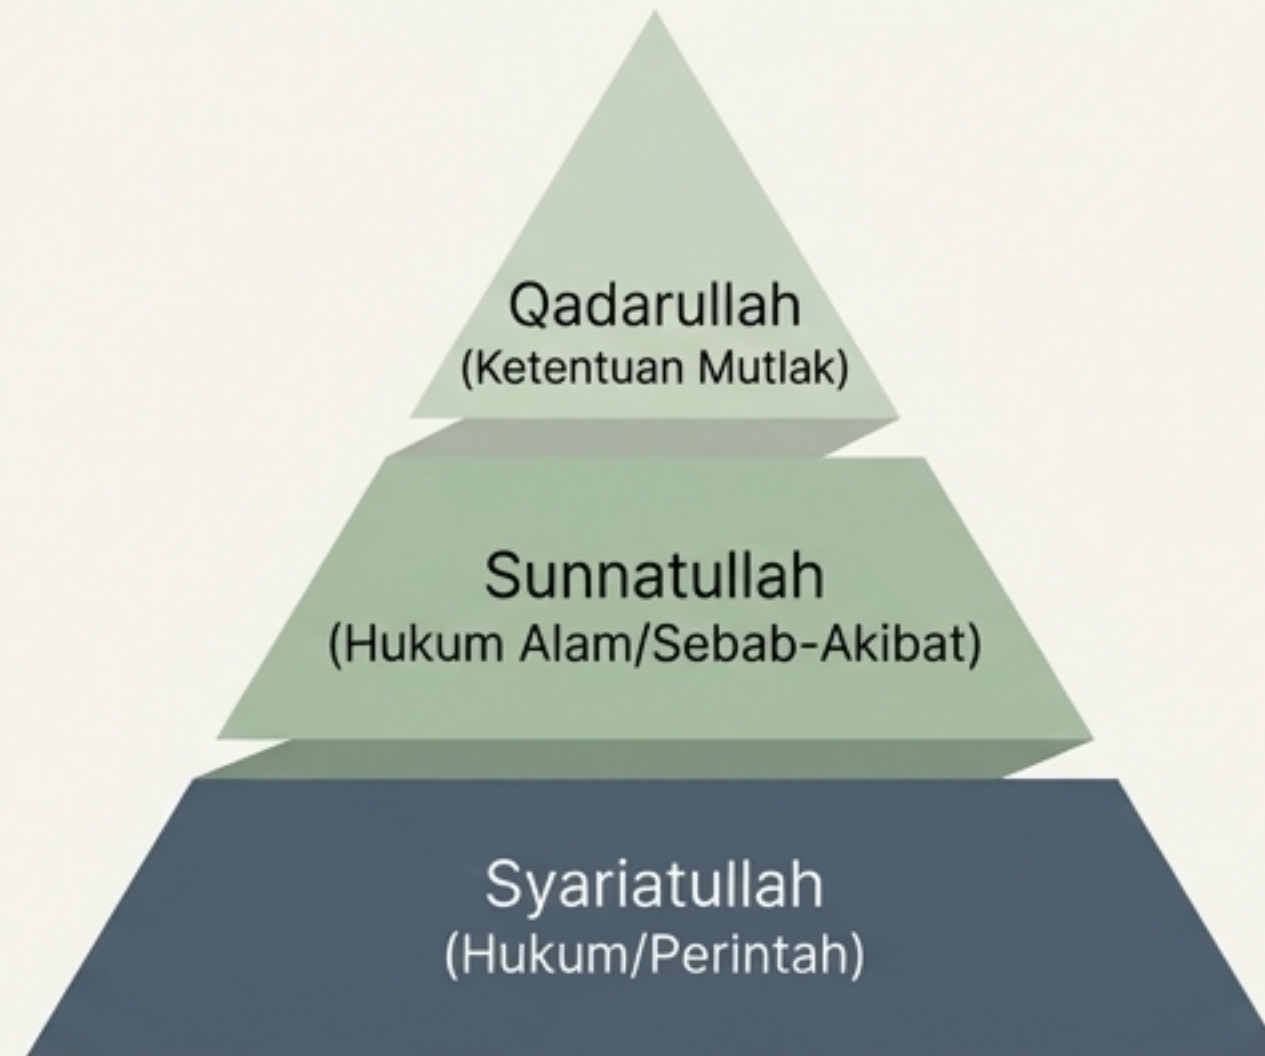 Qadarullah
(Ketentuan Mutlak)
Sunnatullah
(Hukum Alam/Sebab-Akibat)
Syariatullah
(Hukum/Perintah)